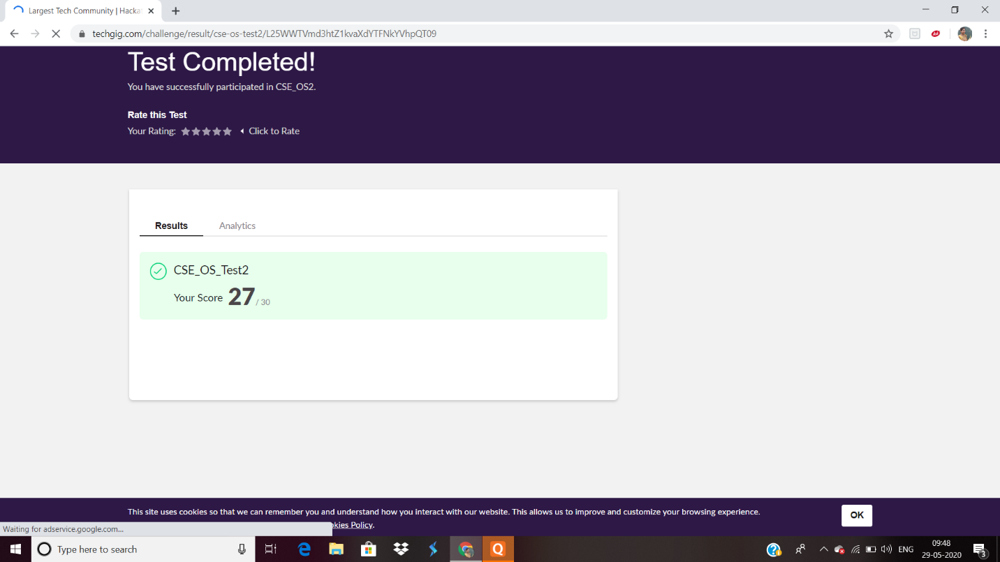 Largest Tech Community | Hacka
techgig.com/challenge/result/cse-os-test2/L25WWTVmd3htZ1kvaXdYTFNkYVhpQT09
Test Completed!
You have successfully participated in CSE_OS2.
Rate this Test
Your Rating: Click to Rate
Results Analytics
CSE_OS_Test2
Your Score 27 / 30
This site uses cookies so that we can remember you and understand how you interact with our website. This allows us to improve and customize your browsing experience.
OK
okies Policy.
Waiting for adservice.google.com...
Type here to search
ENG
09:48
29-05-2020
3